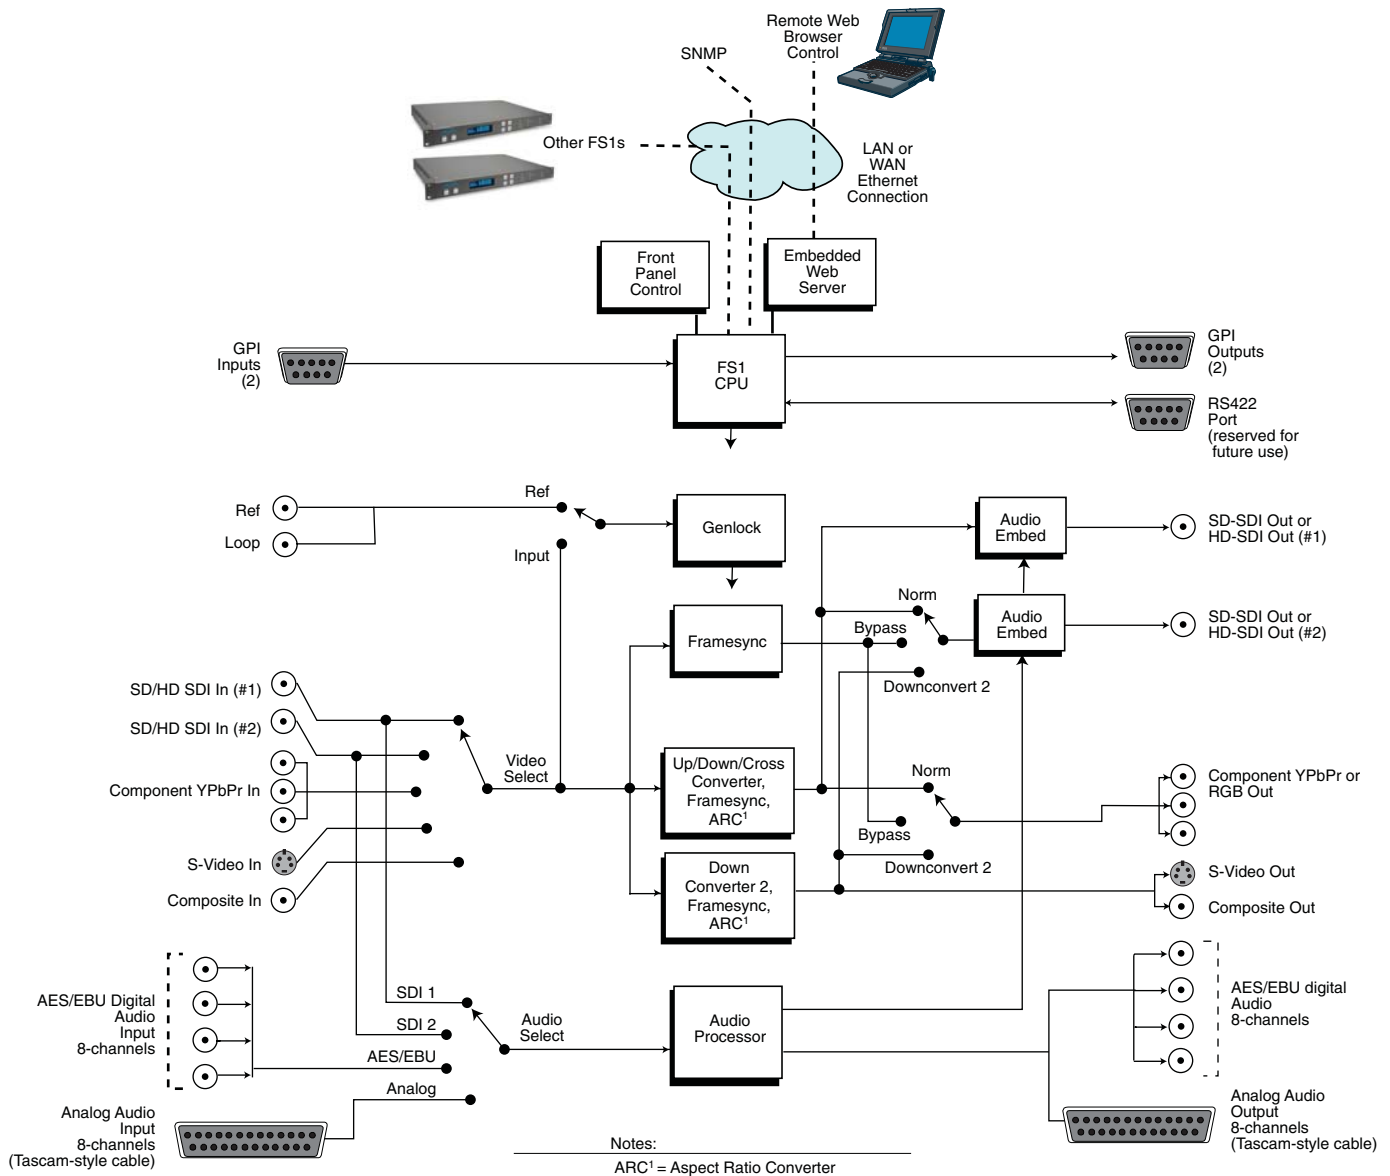 Remote Web
Browser
Control
SNMP
Other FS1s
LAN or
WAN
Ethernet
Connection
Front
Panel
Control
Embedded
Web
Server
GPI
Inputs
(2)
FS1
CPU
GPI
Outputs
(2)
RS422
Port
(reserved for
future use)
Ref
Loop
Ref
Input
Genlock
Audio
Embed
SD-SDI Out or
HD-SDI Out (#1)
Framesync
Norm
Bypass
Downconvert 2
Audio
Embed
SD-SDI Out or
HD-SDI Out (#2)
SD/HD SDI In (#1)
SD/HD SDI In (#2)
Component YPbPr In
S-Video In
Composite In
Video
Select
Up/Down/Cross
Converter,
Framesync,
ARC¹
Norm
Bypass
Downconvert 2
Component YPbPr or
RGB Out
Down
Converter 2,
Framesync,
ARC¹
S-Video Out
Composite Out
AES/EBU Digital
Audio
Input
8-channels
SDI 1
SDI 2
AES/EBU
Analog
Audio
Select
Audio
Processor
AES/EBU digital
Audio
8-channels
Analog Audio
Input
8-channels
(Tascam-style cable)
Analog Audio
Output
8-channels
(Tascam-style cable)
Notes:
ARC¹ = Aspect Ratio Converter